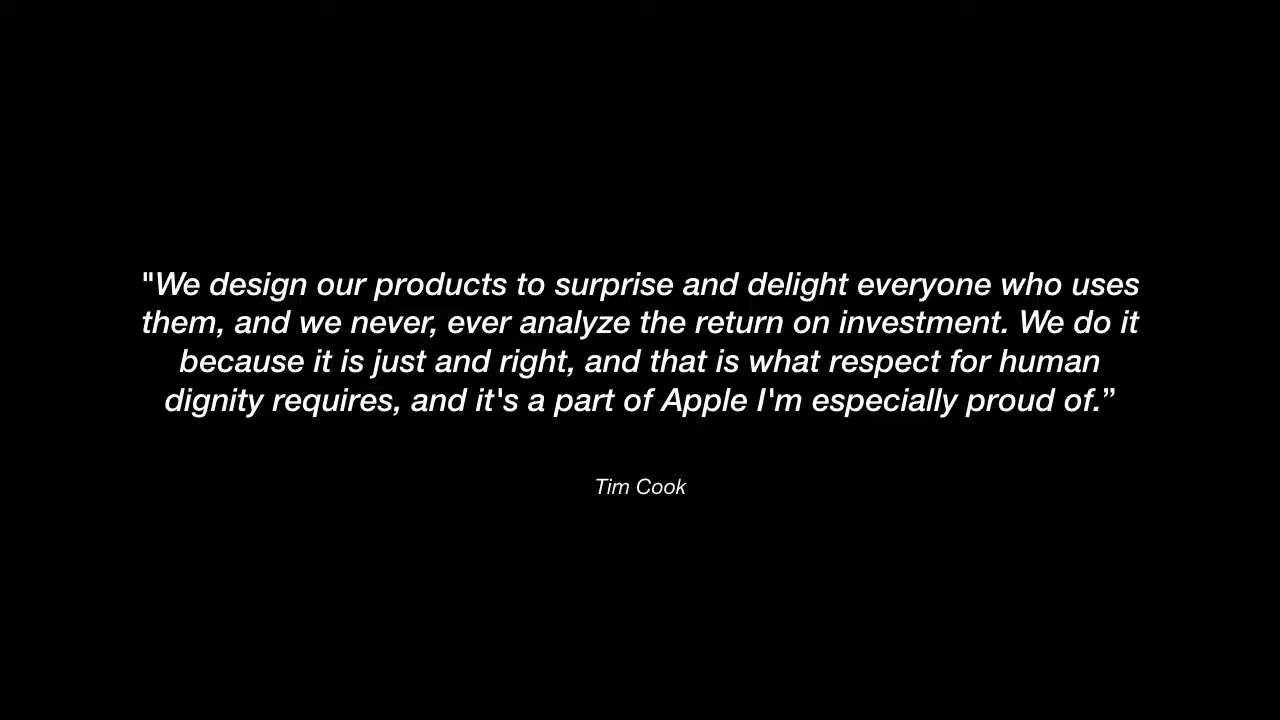 "We design our products to surprise and delight everyone who uses
them, and we never, ever analyze the return on investment. We do it
because it is just and right, and that is what respect for human
dignity requires, and it's a part of Apple I'm especially proud of.”
Tim Cook